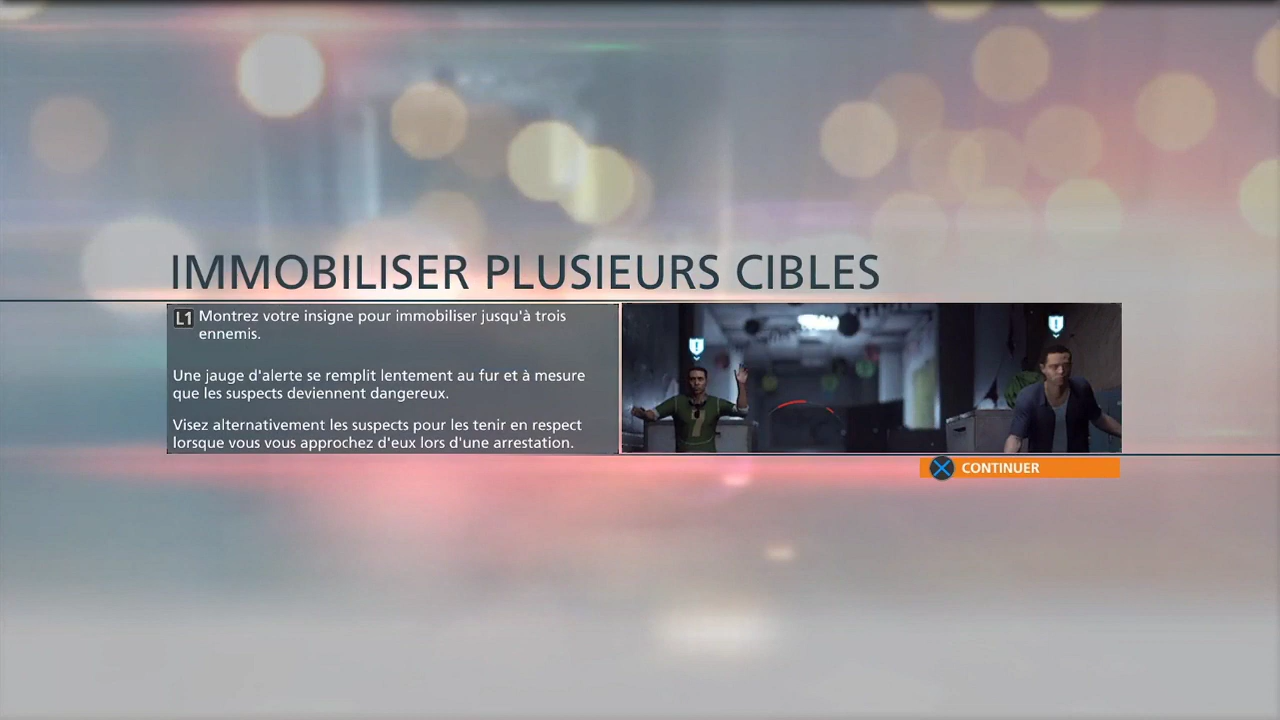 IMMOBILISER PLUSIEURS CIBLES
L1 Montrez votre insigne pour immobiliser jusqu'à trois
ennemis.
Une jauge d'alerte se remplit lentement au fur et à mesure
que les suspects deviennent dangereux.
Visez alternativement les suspects pour les tenir en respect
lorsque vous vous approchez d'eux lors d'une arrestation.
CONTINUER